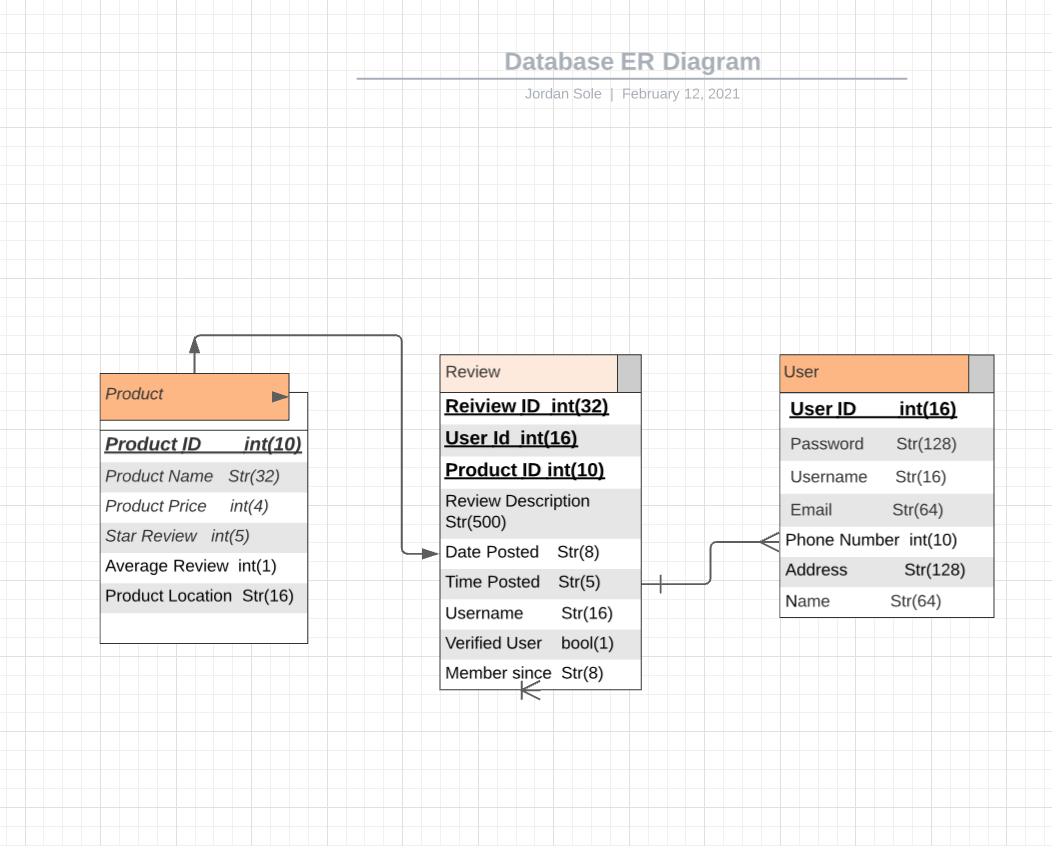 Database ER Diagram
Jordan Sole | February 12, 2021
Product
Product ID int(10)
Product Name Str(32)
Product Price int(4)
Star Review int(5)
Average Review int(1)
Product Location Str(16)
Review
Reiview ID int(32)
User Id int(16)
Product ID int(10)
Review Description
Str(500)
Date Posted Str(8)
Time Posted Str(5)
Username Str(16)
Verified User bool(1)
Member since Str(8)
User
User ID int(16)
Password Str(128)
Username Str(16)
Email Str(64)
Phone Number int(10)
Address Str(128)
Name Str(64)